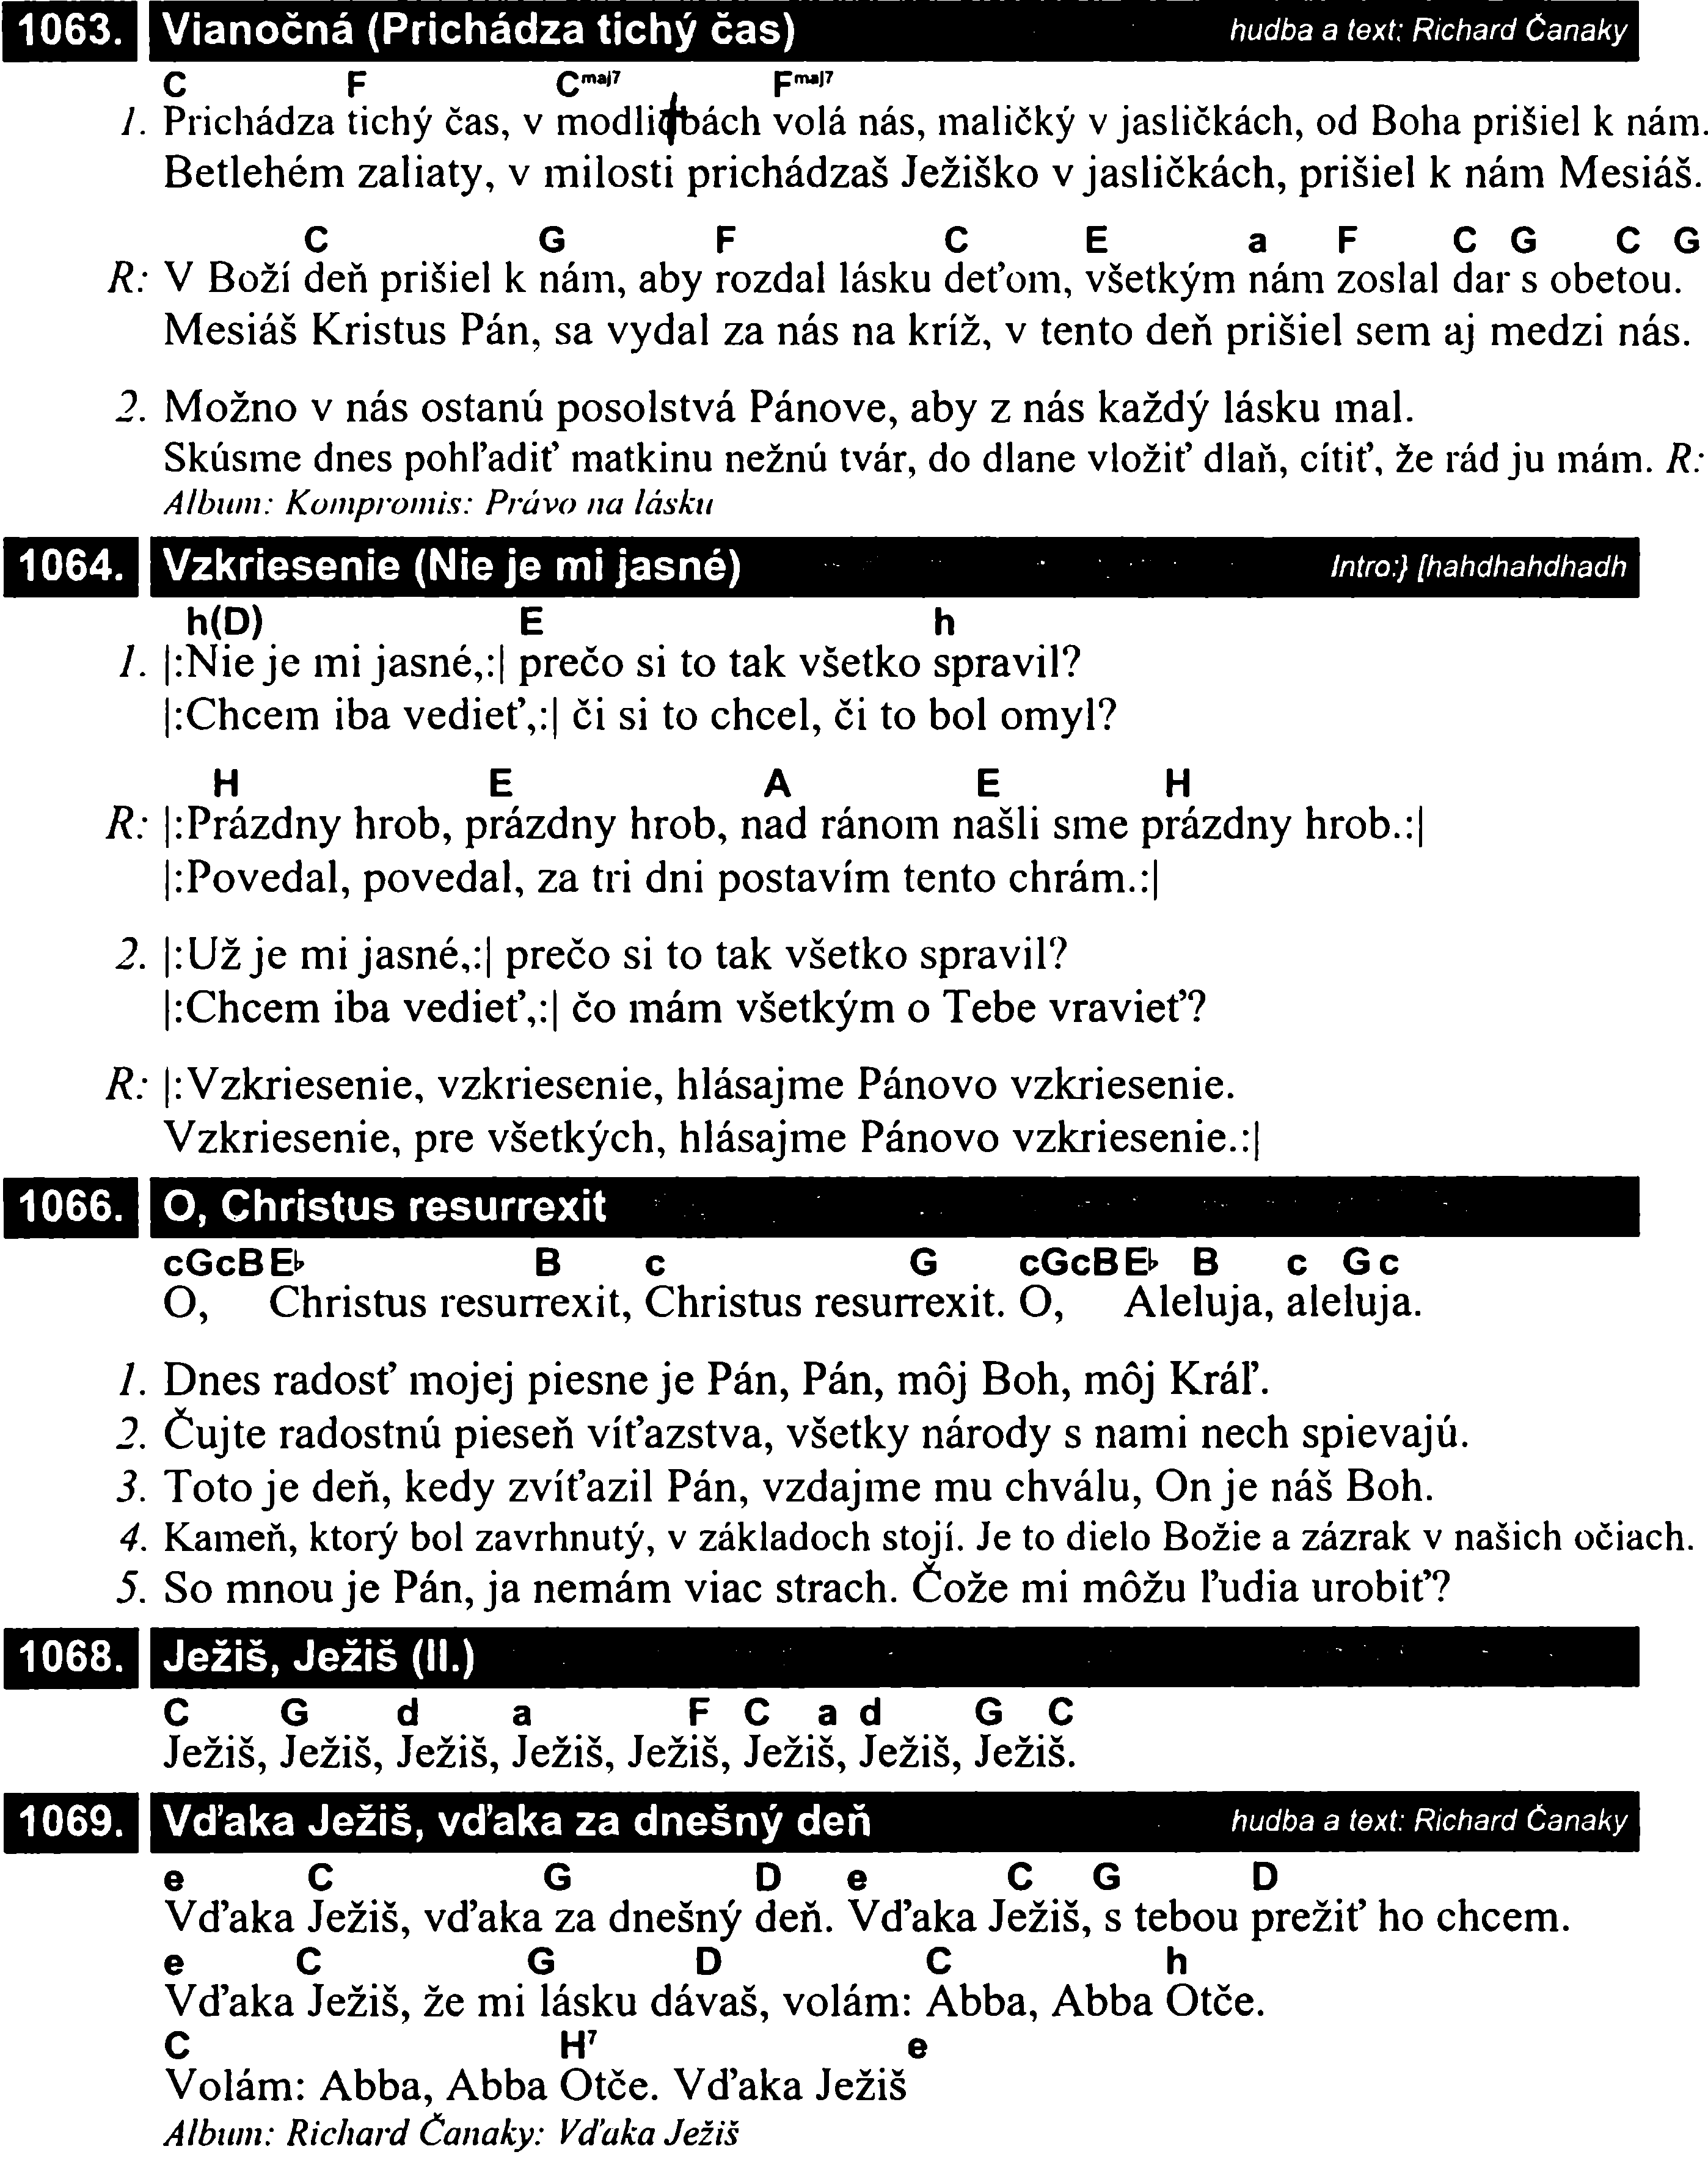 1063. Vianočná (Prichádza tichý čas) hudba a text: Richard Čanaky
C F Cmaj7 Fmaj7
1. Prichádza tichý čas, v modlitbách volá nás, maličký v jasličkách, od Boha prišiel k nám.
Betlehém zaliaty, v milosti prichádzaš Ježiško v jasličkách, prišiel k nám Mesiáš.
C G F C E a F C G C G
R: V Boží deň prišiel k nám, aby rozdal lásku deťom, všetkým nám zoslal dar s obetou.
Mesiáš Kristus Pán, sa vydal za nás na kríž, v tento deň prišiel sem aj medzi nás.
2. Možno v nás ostanú posolstvá Pánove, aby z nás každý lásku mal.
Skúsme dnes pohľadiť matkinu nežnú tvár, do dlane vložiť dlaň, cítiť, že rád ju mám. R:
Album: Kompromis: Právo na lásku
1064. Vzkriesenie (Nie je mi jasné) Intro:} [hahdhahdhadh
h(D) E h
1. |:Nie je mi jasné,:| prečo si to tak všetko spravil?
|:Chcem iba vedieť,:| či si to chcel, či to bol omyl?
H E A E H
R: |:Prázdny hrob, prázdny hrob, nad ránom našli sme prázdny hrob.:|
|:Povedal, povedal, za tri dni postavím tento chrám.:|
2. |:Už je mi jasné,:| prečo si to tak všetko spravil?
|:Chcem iba vedieť,:| čo mám všetkým o Tebe vravieť?
R: |:Vzkriesenie, vzkriesenie, hlásajme Pánovo vzkriesenie.
Vzkriesenie, pre všetkých, hlásajme Pánovo vzkriesenie.:|
1066. O, Christus resurrexit
cGcBE♭ B c G cGcBE♭ B c G c
O, Christus resurrexit, Christus resurrexit. O, Aleluja, aleluja.
1. Dnes radosť mojej piesne je Pán, Pán, môj Boh, môj Kráľ.
2. Čujte radostnú pieseň víťazstva, všetky národy s nami nech spievajú.
3. Toto je deň, kedy zvíťazil Pán, vzdajme mu chválu, On je náš Boh.
4. Kameň, ktorý bol zavrhnutý, v základoch stojí. Je to dielo Božie a zázrak v našich očiach.
5. So mnou je Pán, ja nemám viac strach. Čože mi môžu ľudia urobiť?
1068. Ježiš, Ježiš (II.)
C G d a F C a d G C
Ježiš, Ježiš, Ježiš, Ježiš, Ježiš, Ježiš, Ježiš, Ježiš.
1069. Vďaka Ježiš, vďaka za dnešný deň hudba a text: Richard Čanaky
e C G D e C G D
Vďaka Ježiš, vďaka za dnešný deň. Vďaka Ježiš, s tebou prežiť ho chcem.
e C G D C h
Vďaka Ježiš, že mi lásku dávaš, volám: Abba, Abba Otče.
C H7 e
Volám: Abba, Abba Otče. Vďaka Ježiš
Album: Richard Čanaky: Vďaka Ježiš